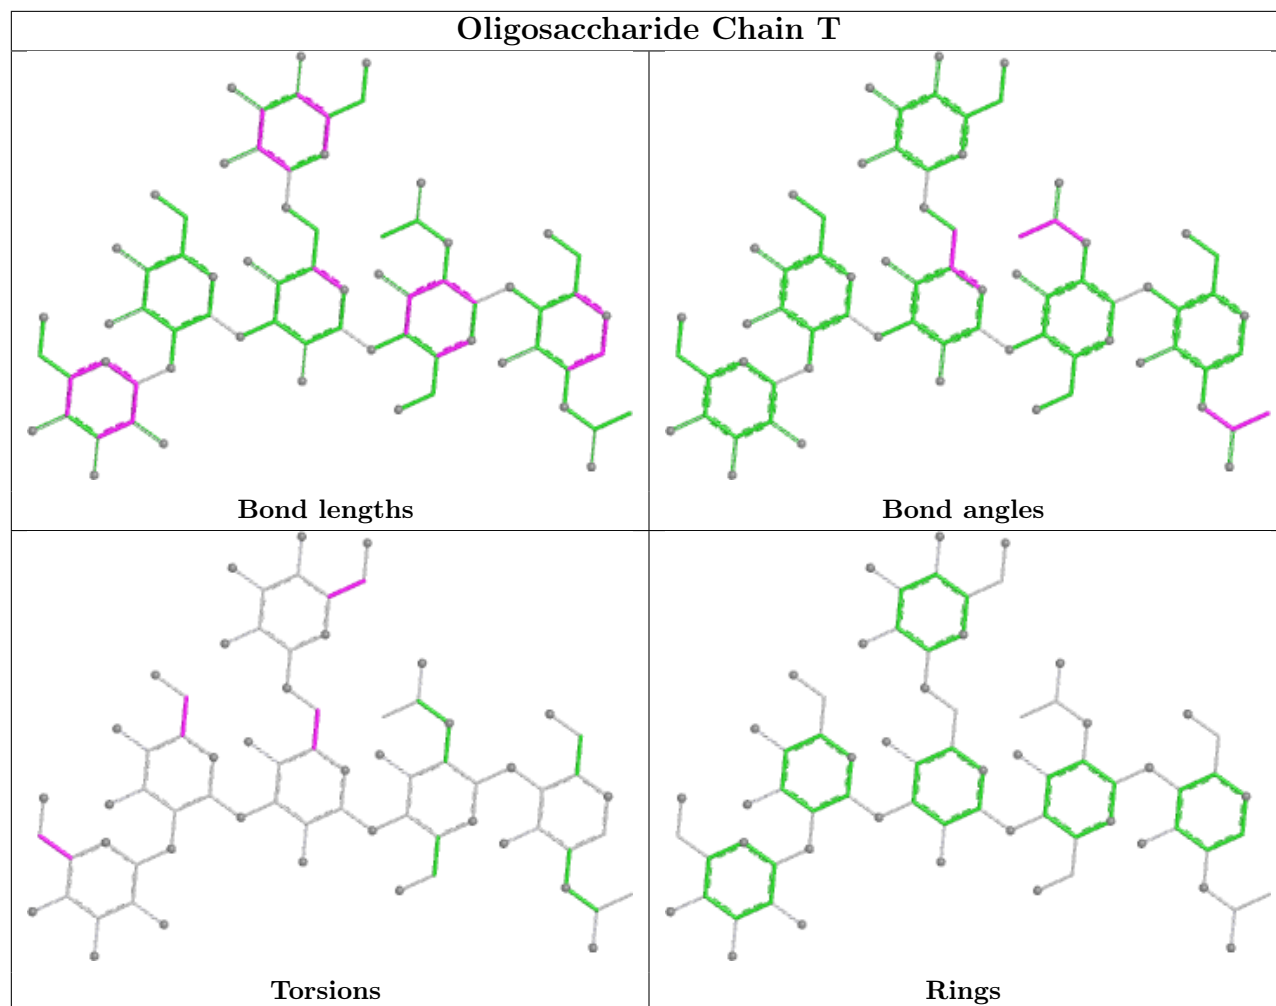 Oligosaccharide Chain T
Bond lengths
Bond angles
Torsions
Rings